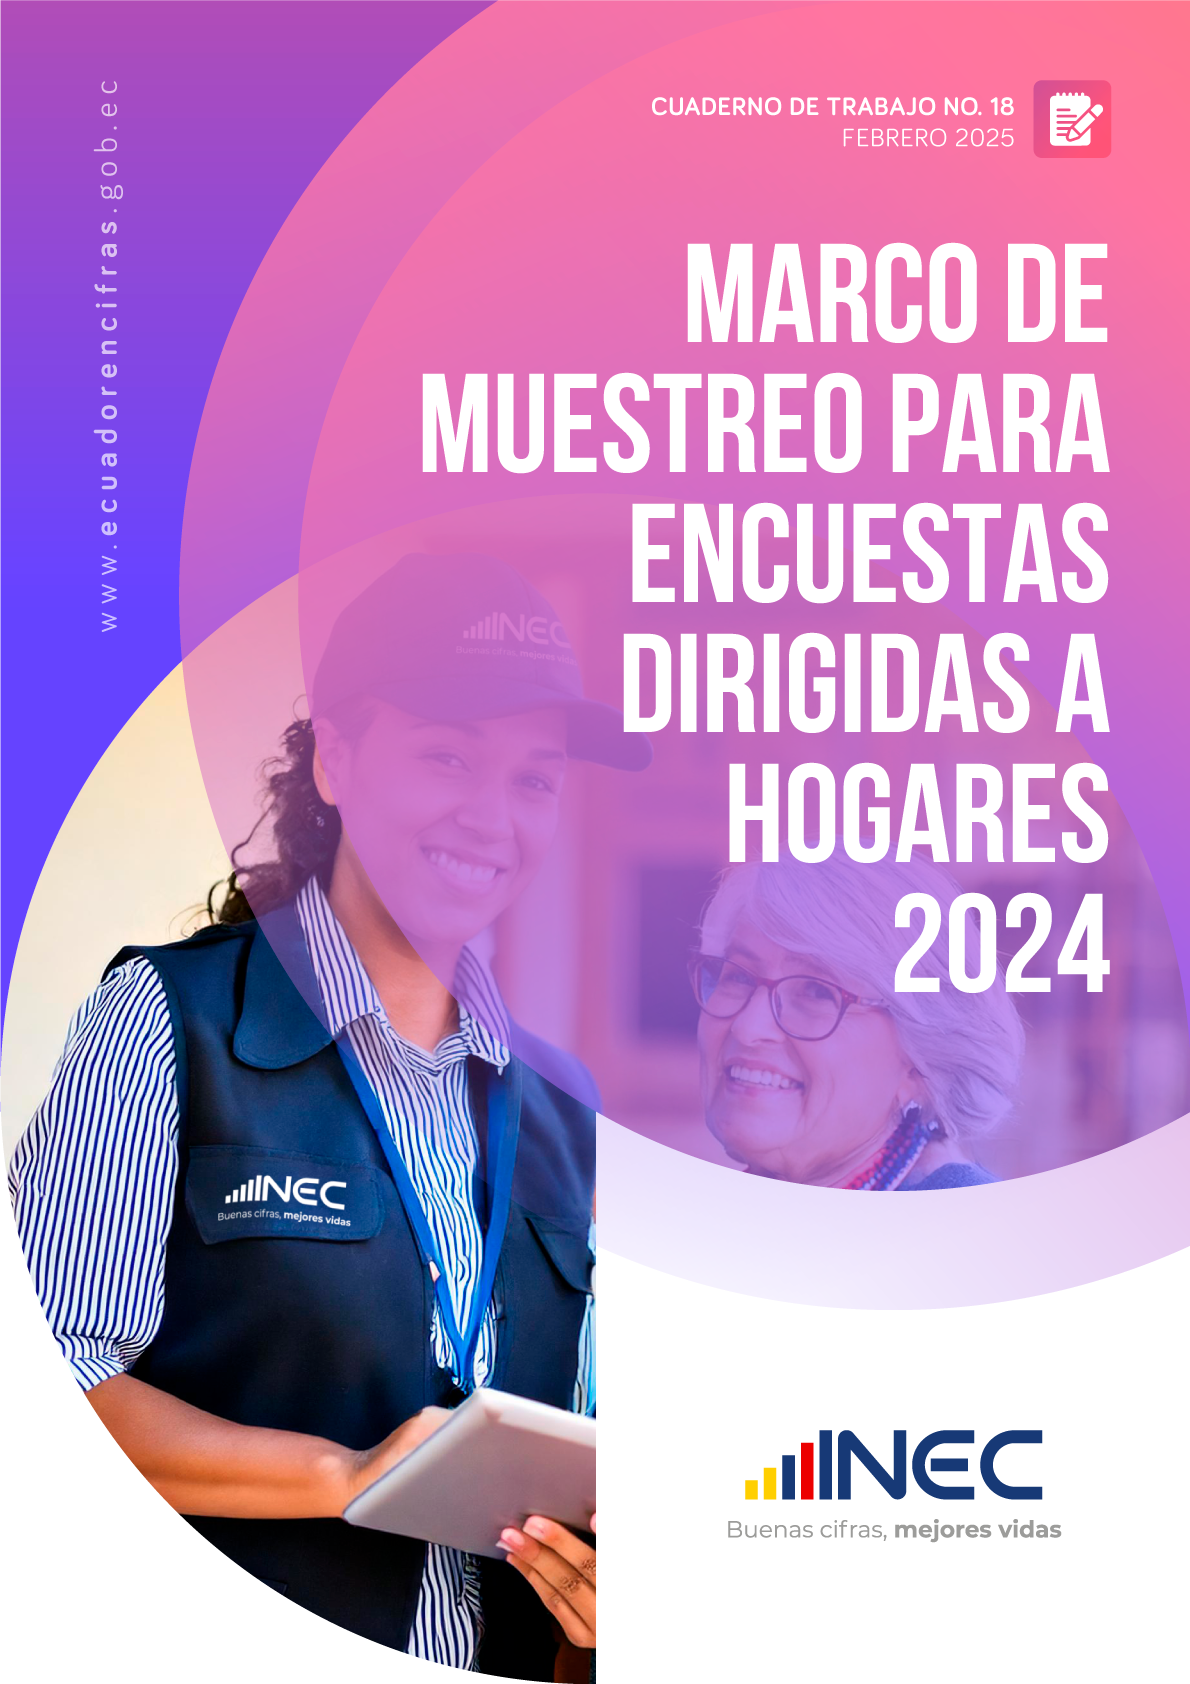 CUADERNO DE TRABAJO NO. 18
FEBRERO 2025
www.ecuadorencifras.gob.ec
MARCO DE
MUESTREO PARA
ENCUESTAS
DIRIGIDAS A
HOGARES
2024
INEC
Buenas cifras, mejores vidas
INEC
Buenas cifras, mejores vidas
INEC
Buenas cifras, mejores vidas